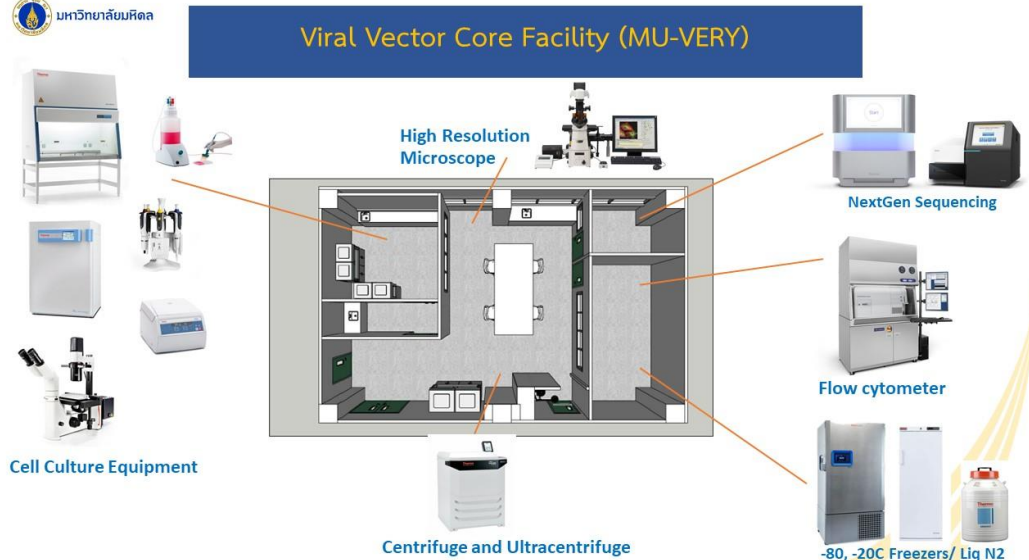 มหาวิทยาลัยมหิดล
Viral Vector Core Facility (MU-VERY)
High Resolution
Microscope
NextGen Sequencing
Flow cytometer
Cell Culture Equipment
Centrifuge and Ultracentrifuge
-80, -20C Freezers/ Liq N2